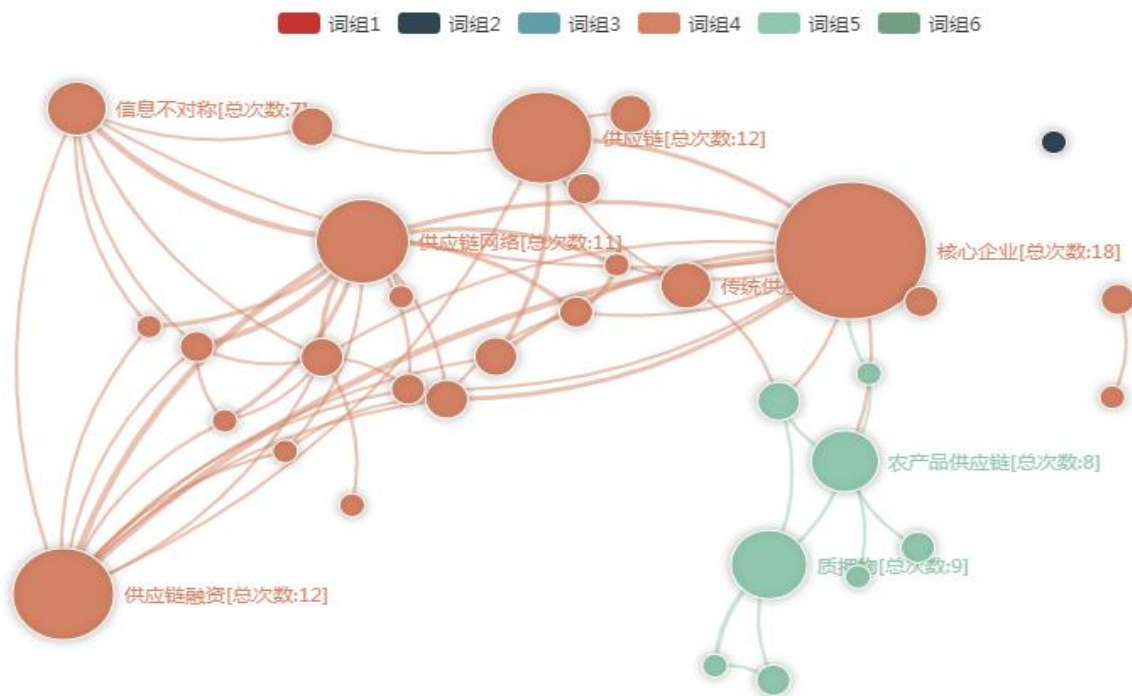 词组1 词组2 词组3 词组4 词组5 词组6
信息不对称[总次数:7]
供应链[总次数:12]
供应链网络[总次数:11]
核心企业[总次数:18]
传统供应
农产品供应链[总次数:8]
质押物[总次数:9]
供应链融资[总次数:12]